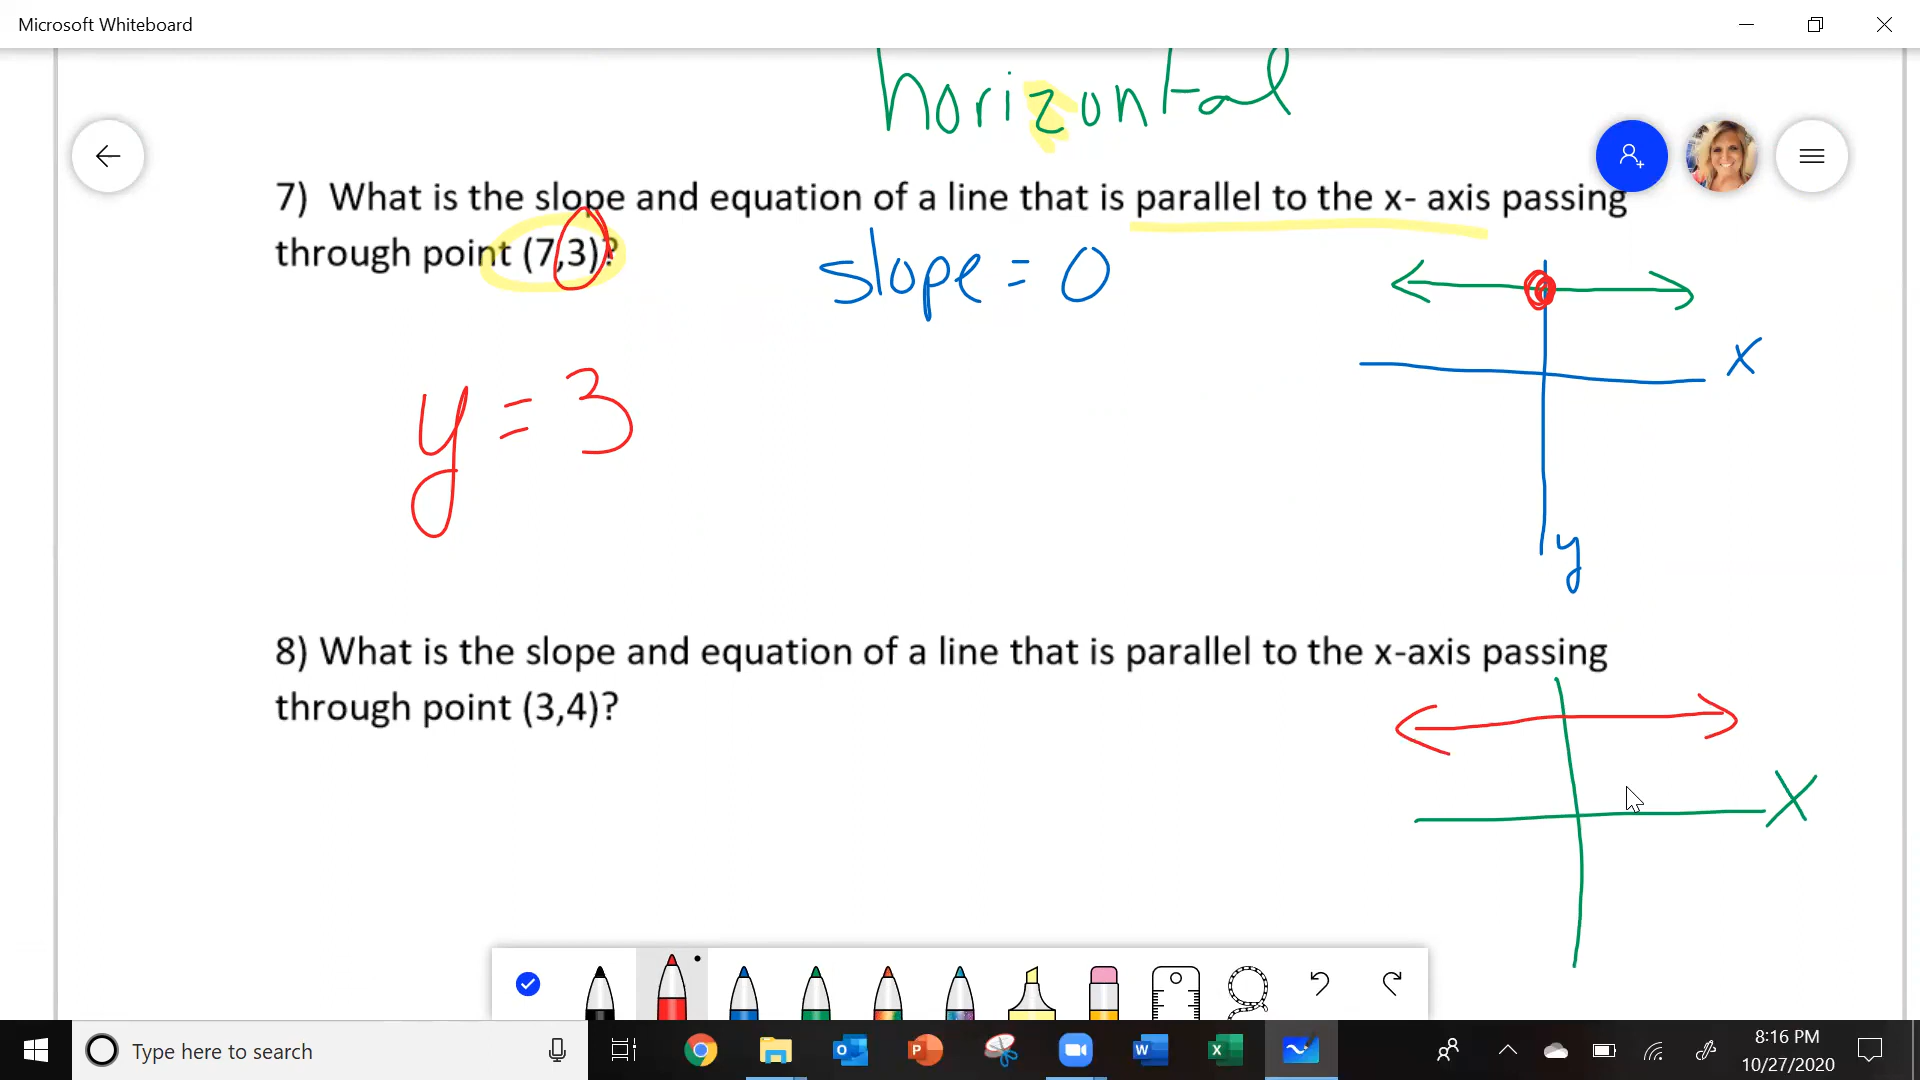 Microsoft Whiteboard
horizontal
7) What is the slope and equation of a line that is parallel to the x- axis passing
through point (7,3)?
slope = 0
y = 3
x
y
8) What is the slope and equation of a line that is parallel to the x-axis passing
through point (3,4)?
X
Type here to search
8:16 PM
10/27/2020